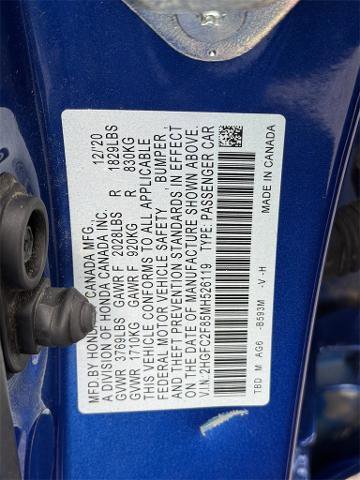 MFD. BY HONDA CANADA MFG. 12/20
A DIVISION OF HONDA CANADA INC.
GVWR 3769LBS GAWR F 2028LBS R 1829LBS
GVWR 1710KG GAWR F 920KG R 830KG
THIS VEHICLE CONFORMS TO ALL APPLICABLE
FEDERAL MOTOR VEHICLE SAFETY, BUMPER,
AND THEFT PREVENTION STANDARDS IN EFFECT
ON THE DATE OF MANUFACTURE SHOWN ABOVE.
V.I.N. 2HGFC2F85MH526119 TYPE: PASSENGER CAR
TBD M AG6 -B593M -V -H MADE IN CANADA